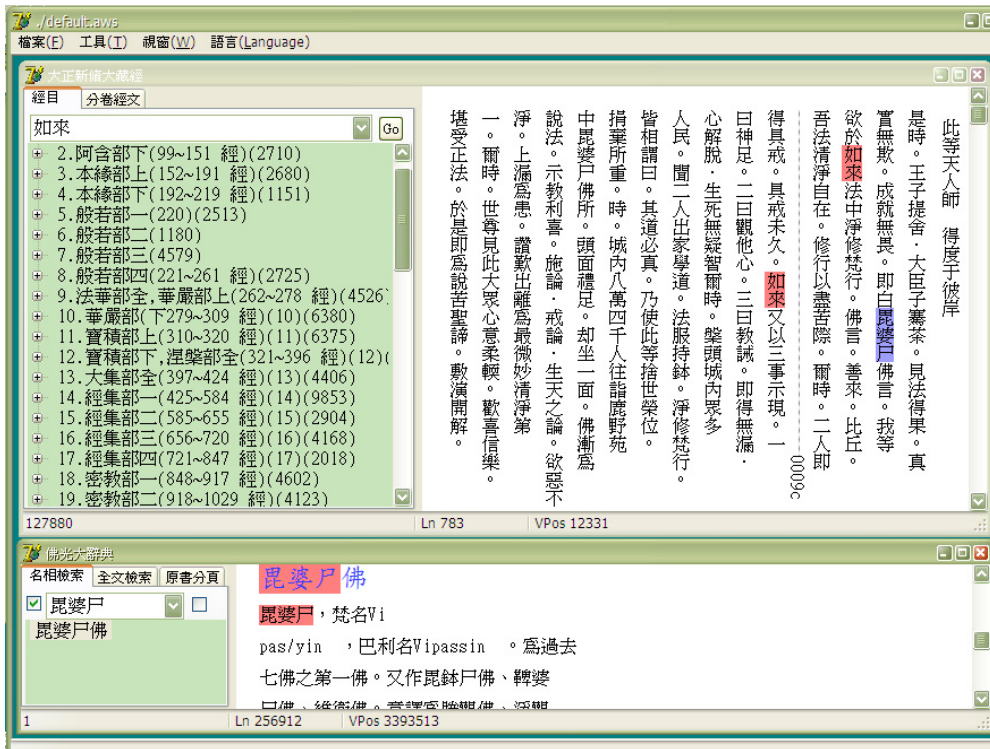 ./default.aws
檔案(F) 工具(T) 視窗(W) 語言(Language)
大正新脩大藏經
經目 分卷經文
如來 Go
2.阿含部下(99~151 經)(2710)
3.本緣部上(152~191 經)(2680)
4.本緣部下(192~219 經)(1151)
5.般若部一(220)(2513)
6.般若部二(1180)
7.般若部三(4579)
8.般若部四(221~261 經)(2725)
9.法華部全,華嚴部上(262~278 經)(4526)
10.華嚴部(下279~309 經)(10)(6380)
11.寶積部上(310~320 經)(11)(6375)
12.寶積部下,涅槃部全(321~396 經)(12)(
13.大集部全(397~424 經)(13)(4406)
14.經集部一(425~584 經)(14)(9853)
15.經集部二(585~655 經)(15)(2904)
16.經集部三(656~720 經)(16)(4168)
17.經集部四(721~847 經)(17)(2018)
18.密教部一(848~917 經)(4602)
19.密教部二(918~1029 經)(4123)
此等天人師 得度于彼岸
是時。王子提舍．大臣子騫茶。見法得果。真
實無欺。成就無畏。即白毘婆尸佛言。我等
欲於如來法中淨修梵行。佛言。善來。比丘。
吾法清淨自在。修行以盡苦際。爾時。二人即
0009c
得具戒。具戒未久。如來又以三事示現。一
曰神足。二曰觀他心。三曰教誡。即得無漏．
心解脫．生死無疑智爾時。槃頭城內眾多
人民。聞二人出家學道。法服持鉢。淨修梵行。
皆相謂曰。其道必真。乃使此等捨世榮位。
捐棄所重。時。城內八萬四千人往詣鹿野苑
中毘婆尸佛所。頭面禮足。却坐一面。佛漸為
說法。示教利喜。施論．戒論．生天之論。欲惡不
淨。上漏為患。讚歎出離為最微妙清淨第
一。爾時。世尊見此大眾心意柔軟。歡喜信樂。
堪受正法。於是即為說苦聖諦。敷演開解。
127880 Ln 783 VPos 12331
佛光大辭典
名相檢索 全文檢索 原書分頁
毘婆尸
毘婆尸佛
毘婆尸佛
毘婆尸，梵名Vi
pas/yin ，巴利名Vipassin 。為過去
七佛之第一佛。又作毘鉢尸佛、鞞婆
尸佛、維衛佛。意譯為勝觀佛、淨觀
1 Ln 256912 VPos 3393513